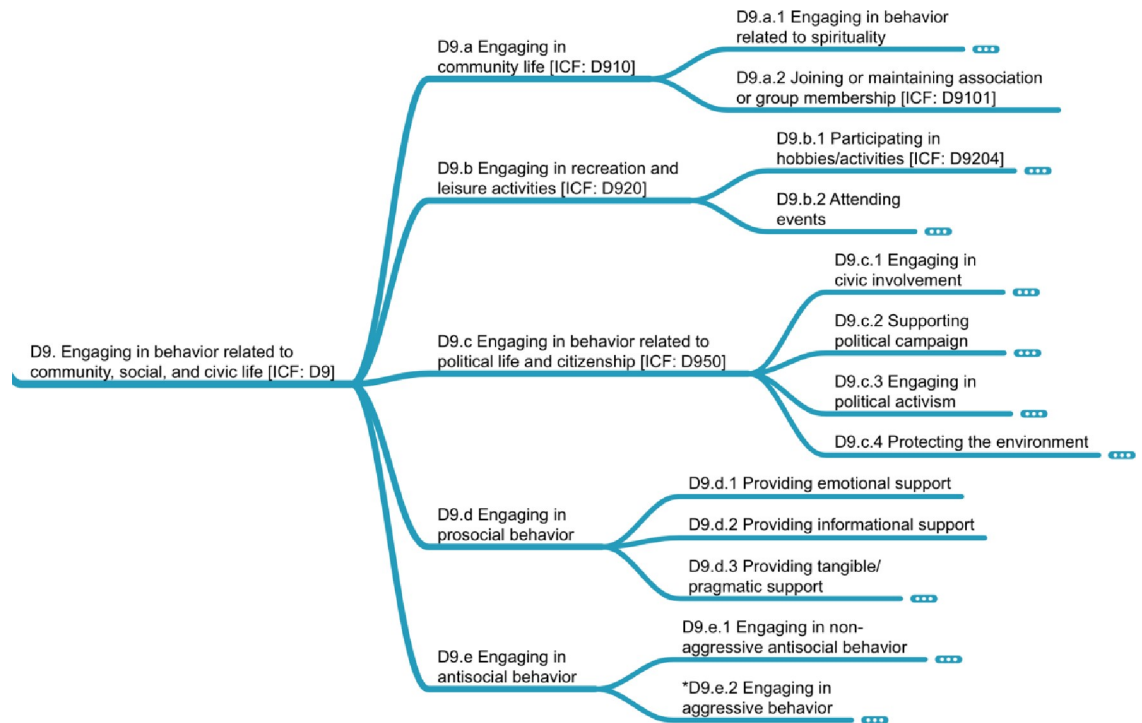 D9. Engaging in behavior related to
community, social, and civic life [ICF: D9]
D9.a Engaging in
community life [ICF: D910]
D9.a.1 Engaging in behavior
related to spirituality
D9.a.2 Joining or maintaining association
or group membership [ICF: D9101]
D9.b Engaging in recreation and
leisure activities [ICF: D920]
D9.b.1 Participating in
hobbies/activities [ICF: D9204]
D9.b.2 Attending
events
D9.c Engaging in behavior related to
political life and citizenship [ICF: D950]
D9.c.1 Engaging in
civic involvement
D9.c.2 Supporting
political campaign
D9.c.3 Engaging in
political activism
D9.c.4 Protecting the environment
D9.d Engaging in
prosocial behavior
D9.d.1 Providing emotional support
D9.d.2 Providing informational support
D9.d.3 Providing tangible/
pragmatic support
D9.e Engaging in
antisocial behavior
D9.e.1 Engaging in non-
aggressive antisocial behavior
*D9.e.2 Engaging in
aggressive behavior